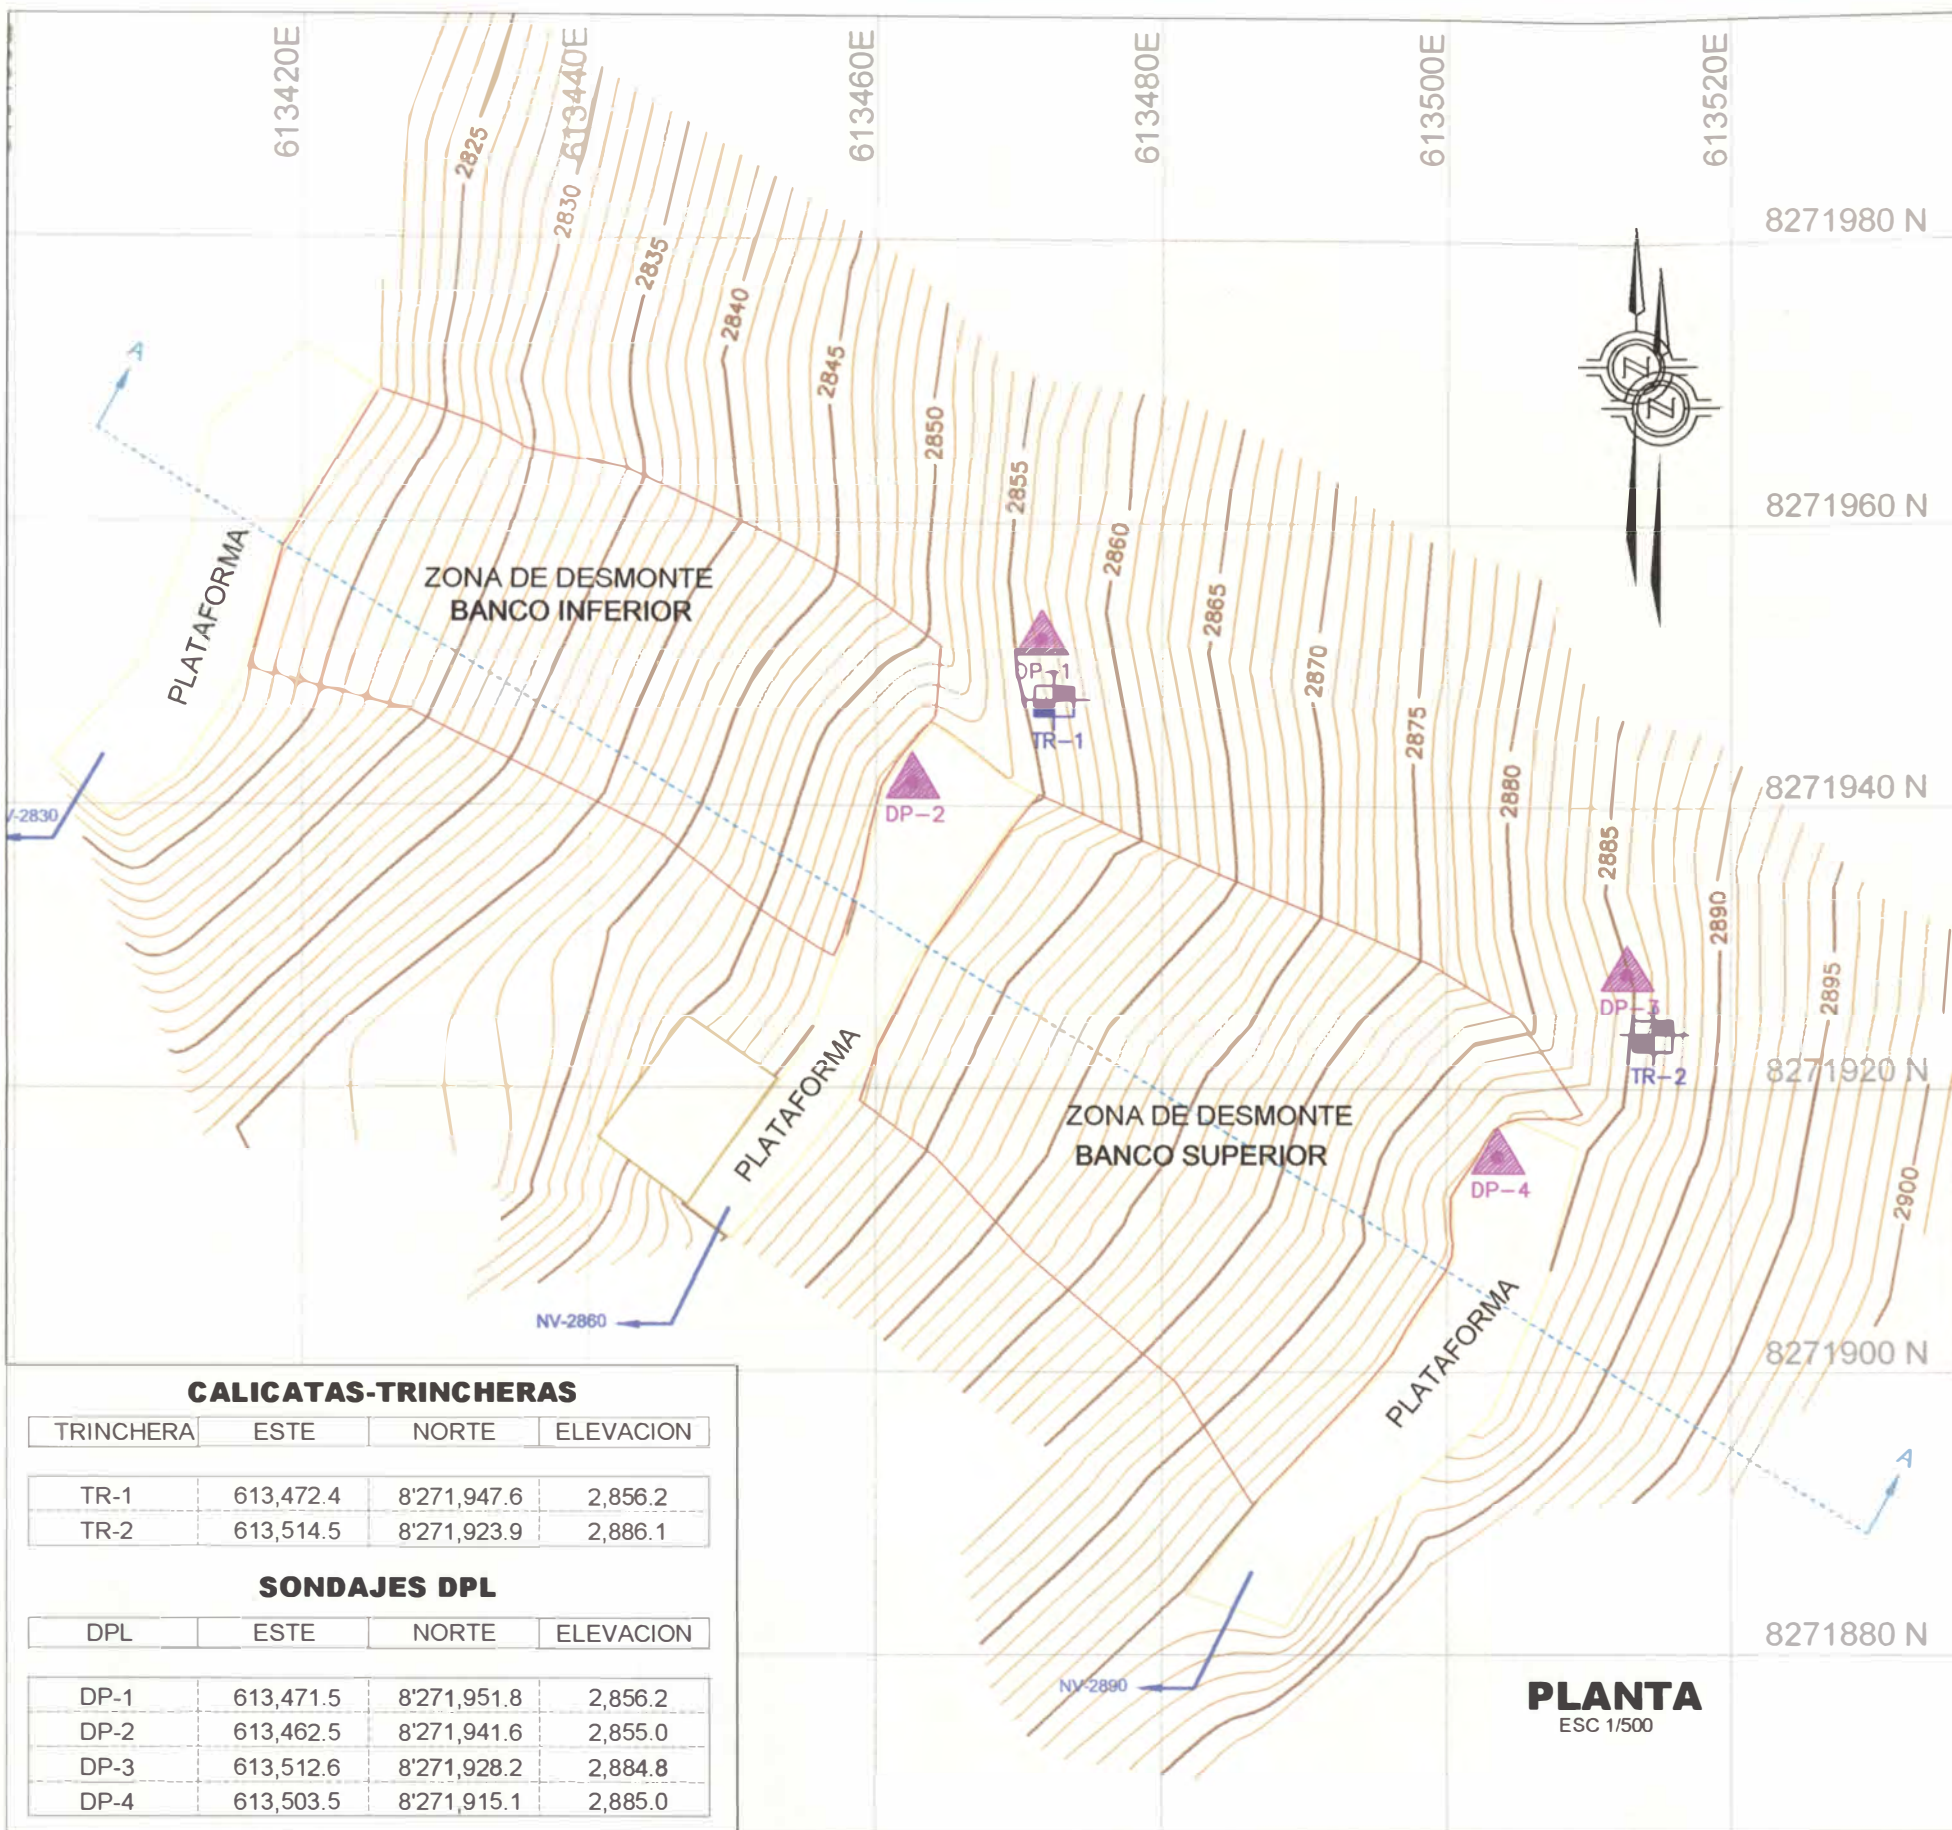 613420E
613440E
613460E
613480E
613500E
613520E
8271980 N
8271960 N
8271940 N
8271920 N
8271900 N
8271880 N
2825
2830
2835
2840
2845
2850
2855
2860
2865
2870
2875
2880
2885
2890
2895
2900
A
N
N
PLATAFORMA
ZONA DE DESMONTE
BANCO INFERIOR
DP-1
TR-1
DP-2
V-2830
DP-3
TR-2
PLATAFORMA
ZONA DE DESMONTE
BANCO SUPERIOR
DP-4
NV-2860
PLATAFORMA
A
NV-2890
PLANTA
ESC 1/500
CALICATAS-TRINCHERAS
TRINCHERA ESTE NORTE ELEVACION
TR-1 613,472.4 8'271,947.6 2,856.2
TR-2 613,514.5 8'271,923.9 2,886.1
SONDAJES DPL
DPL ESTE NORTE ELEVACION
DP-1 613,471.5 8'271,951.8 2,856.2
DP-2 613,462.5 8'271,941.6 2,855.0
DP-3 613,512.6 8'271,928.2 2,884.8
DP-4 613,503.5 8'271,915.1 2,885.0